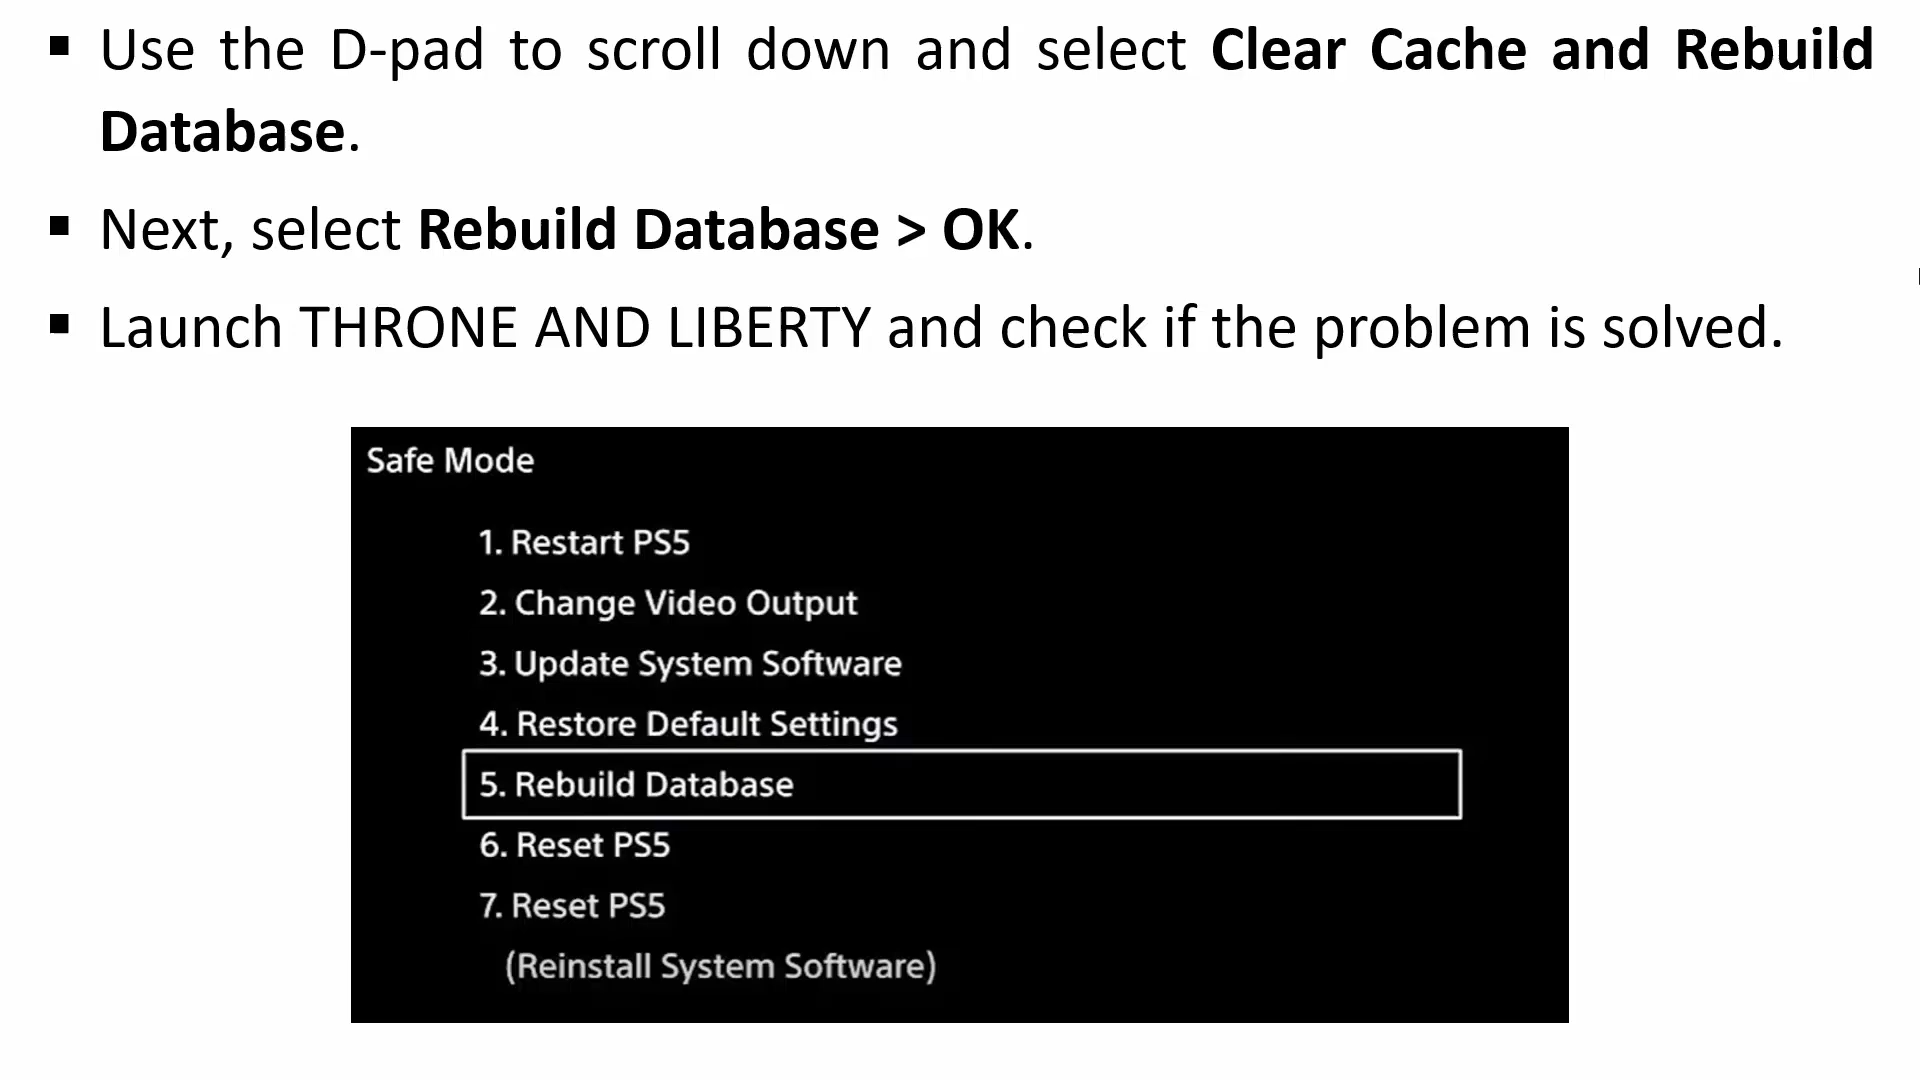 ▪ Use the D-pad to scroll down and select Clear Cache and Rebuild
Database.
▪ Next, select Rebuild Database > OK.
▪ Launch THRONE AND LIBERTY and check if the problem is solved.
Safe Mode
1. Restart PS5
2. Change Video Output
3. Update System Software
4. Restore Default Settings
5. Rebuild Database
6. Reset PS5
7. Reset PS5
(Reinstall System Software)